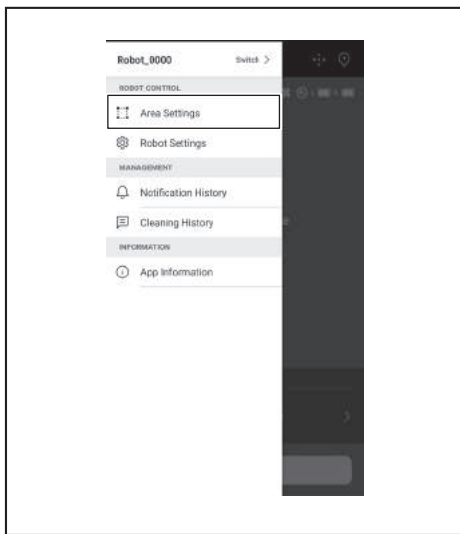 Robot_0000
Switch >
ROBOT CONTROL
Area Settings
Robot Settings
MANAGEMENT
Notification History
Cleaning History
INFORMATION
App Information